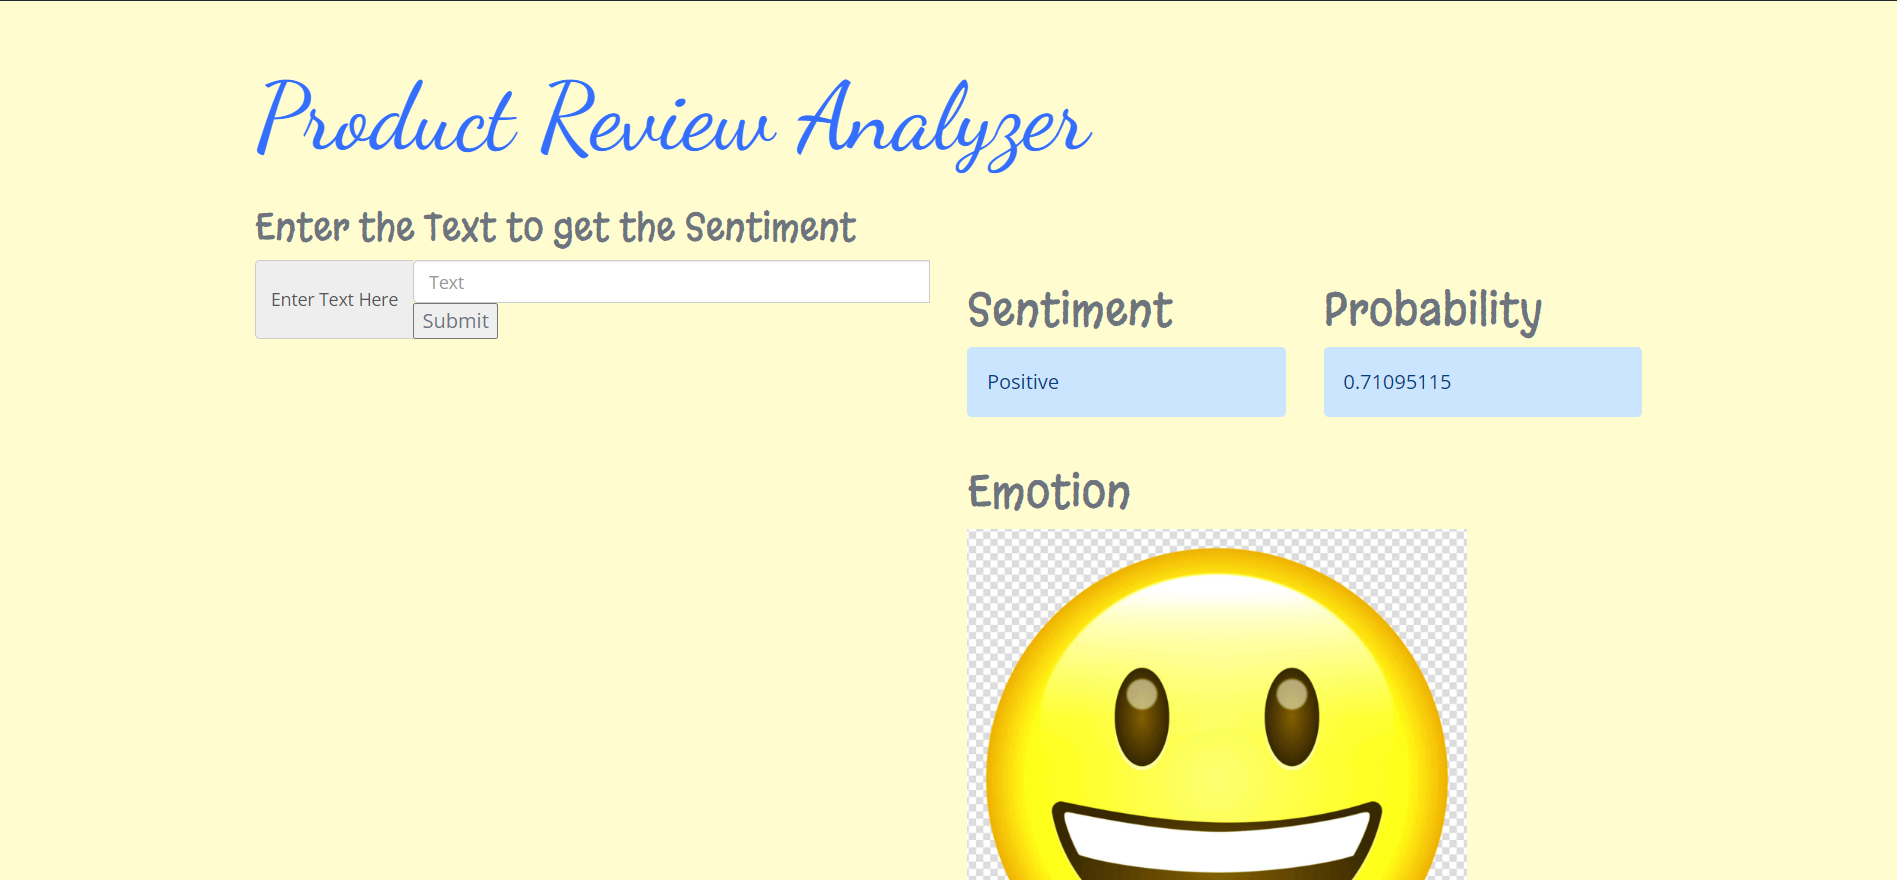 Product Review Analyzer
Enter the Text to get the Sentiment
Enter Text Here
Text
Submit
Sentiment
Probability
Positive
0.71095115
Emotion